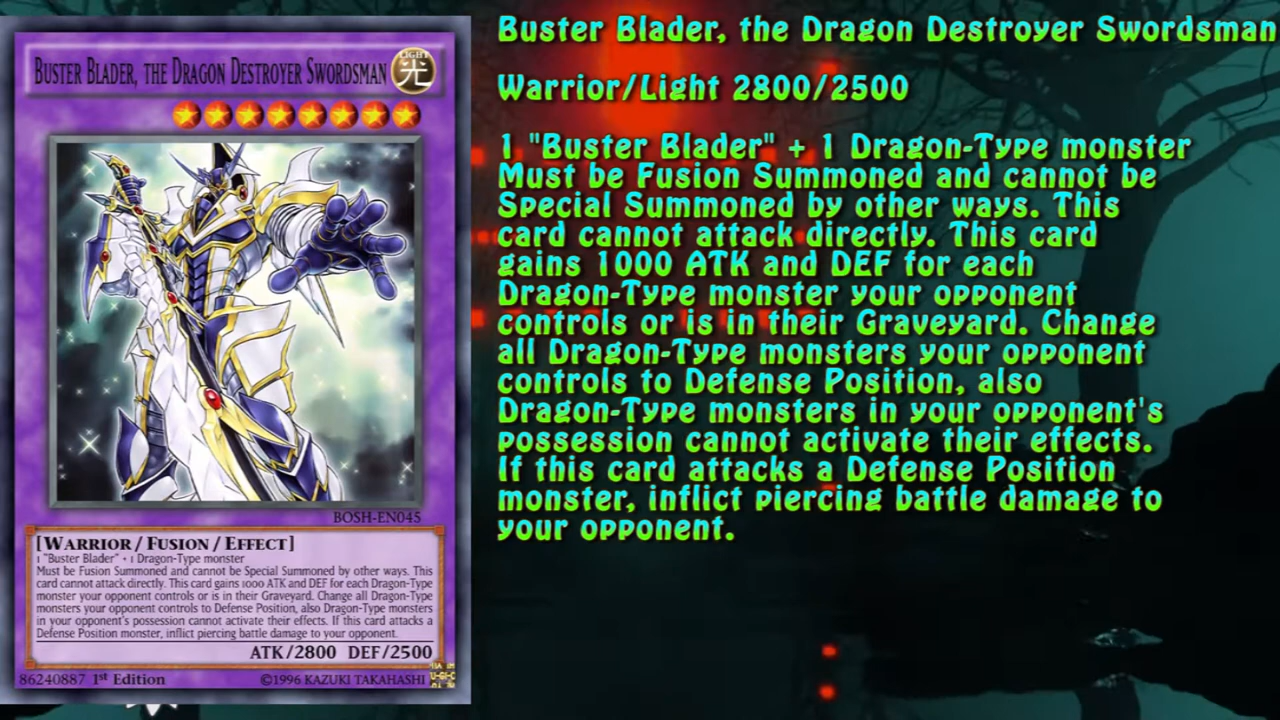 BUSTER BLADER, THE DRAGON DESTROYER SWORDSMAN
LIGHT
光
BOSH-EN045
[WARRIOR / FUSION / EFFECT]
1 "Buster Blader" + 1 Dragon-Type monster
Must be Fusion Summoned and cannot be Special Summoned by other ways. This
card cannot attack directly. This card gains 1000 ATK and DEF for each Dragon-Type
monster your opponent controls or is in their Graveyard. Change all Dragon-Type
monsters your opponent controls to Defense Position, also Dragon-Type monsters
in your opponent's possession cannot activate their effects. If this card attacks a
Defense Position monster, inflict piercing battle damage to your opponent.
ATK/2800 DEF/2500
86240887 1st Edition ©1996 KAZUKI TAKAHASHI
Buster Blader, the Dragon Destroyer Swordsman
Warrior/Light 2800/2500
1 "Buster Blader" + 1 Dragon-Type monster
Must be Fusion Summoned and cannot be
Special Summoned by other ways. This
card cannot attack directly. This card
gains 1000 ATK and DEF for each
Dragon-Type monster your opponent
controls or is in their Graveyard. Change
all Dragon-Type monsters your opponent
controls to Defense Position, also
Dragon-Type monsters in your opponent's
possession cannot activate their effects.
If this card attacks a Defense Position
monster, inflict piercing battle damage to
your opponent.